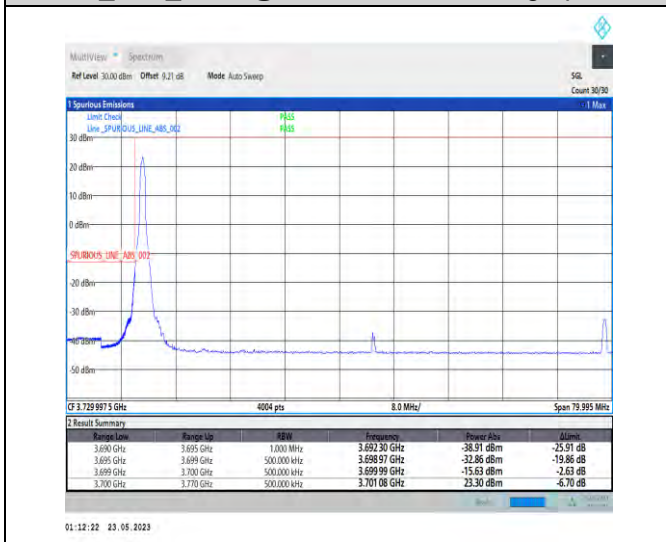 MultiView Spectrum
Ref Level 30.00 dBm Offset 9.21 dB Mode Auto Sweep SGL
Count 30/30
1 Spurious Emissions 1 Max
Limit Check PASS
Line _SPURIOUS_LINE_ABS_002 PASS
30 dBm
20 dBm
10 dBm
0 dBm
_SPURIOUS_LINE_ABS_002
-20 dBm
-30 dBm
-40 dBm
-50 dBm
CF 3.729 997 5 GHz 4004 pts 8.0 MHz/ Span 79.995 MHz
2 Result Summary
Range Low Range Up RBW Frequency Power Abs ΔLimit
3.690 GHz 3.695 GHz 1.000 MHz 3.692 30 GHz -38.91 dBm -25.91 dB
3.695 GHz 3.699 GHz 500.000 kHz 3.698 97 GHz -32.86 dBm -19.86 dB
3.699 GHz 3.700 GHz 500.000 kHz 3.699 99 GHz -15.63 dBm -2.63 dB
3.700 GHz 3.770 GHz 500.000 kHz 3.701 08 GHz 23.30 dBm -6.70 dB
01:12:22 23.05.2023